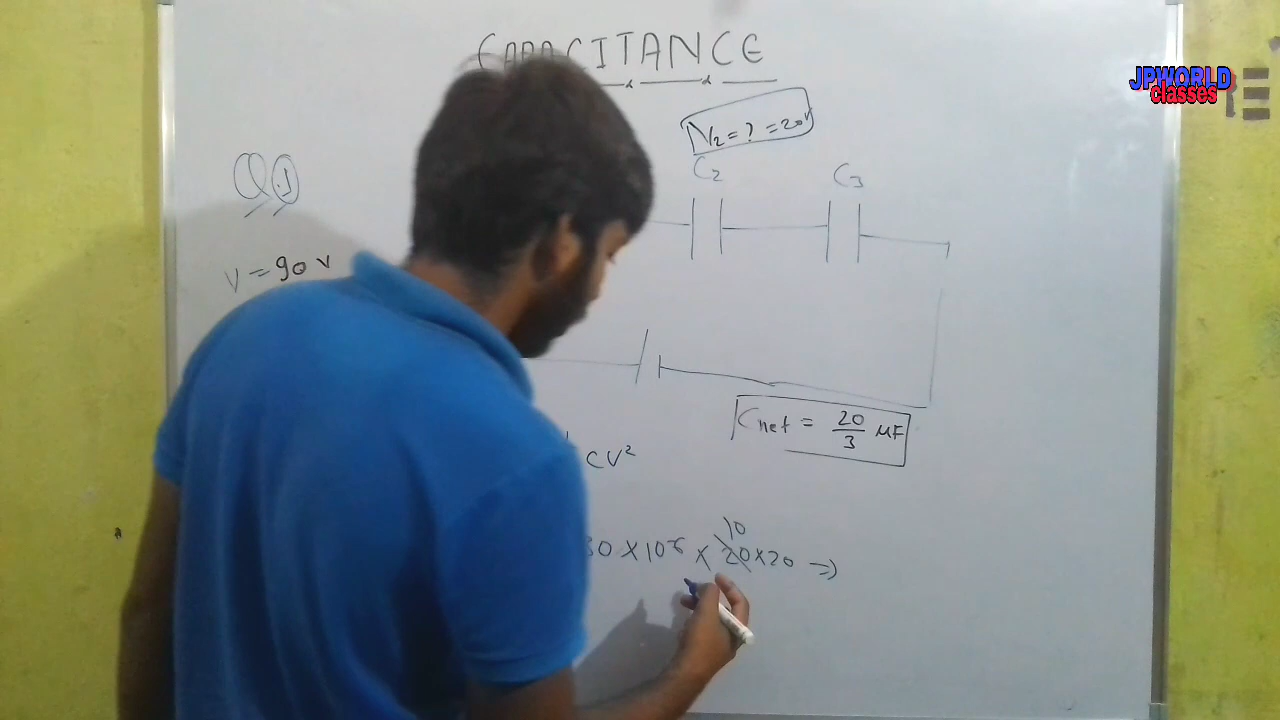 CAPACITANCE
JPWORLD
classes
V2 = ? = 20V
C2
C3
Q.1
V = 90 V
Cnet = 20/3 µF
CV²
10
30 × 10⁻⁶ × 20 × 20 ⇒